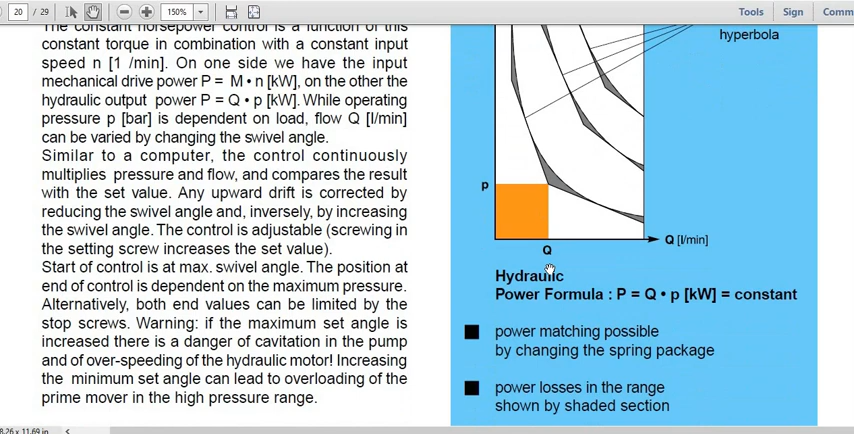 20 / 29
150%
Tools
Sign
Comm
The constant horsepower control is a function of this
constant torque in combination with a constant input
speed n [1 /min]. On one side we have the input
mechanical drive power P = M • n [kW], on the other the
hydraulic output power P = Q • p [kW]. While operating
pressure p [bar] is dependent on load, flow Q [l/min]
can be varied by changing the swivel angle.
Similar to a computer, the control continuously
multiplies pressure and flow, and compares the result
with the set value. Any upward drift is corrected by
reducing the swivel angle and, inversely, by increasing
the swivel angle. The control is adjustable (screwing in
the setting screw increases the set value).
Start of control is at max. swivel angle. The position at
end of control is dependent on the maximum pressure.
Alternatively, both end values can be limited by the
stop screws. Warning: if the maximum set angle is
increased there is a danger of cavitation in the pump
and of over-speeding of the hydraulic motor! Increasing
the minimum set angle can lead to overloading of the
prime mover in the high pressure range.
hyperbola
p
Q [l/min]
Q
Hydraulic
Power Formula : P = Q • p [kW] = constant
power matching possible
by changing the spring package
power losses in the range
shown by shaded section
8.26 x 11.69 in